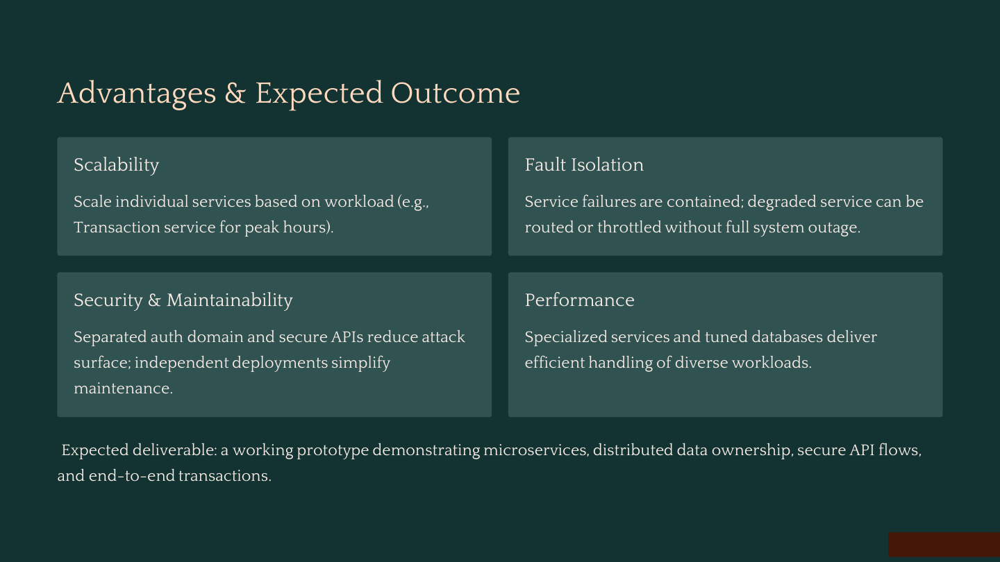 Advantages & Expected Outcome
Scalability
Scale individual services based on workload (e.g.,
Transaction service for peak hours).
Fault Isolation
Service failures are contained; degraded service can be
routed or throttled without full system outage.
Security & Maintainability
Separated auth domain and secure APIs reduce attack
surface; independent deployments simplify
maintenance.
Performance
Specialized services and tuned databases deliver
efficient handling of diverse workloads.
Expected deliverable: a working prototype demonstrating microservices, distributed data ownership, secure API flows,
and end-to-end transactions.